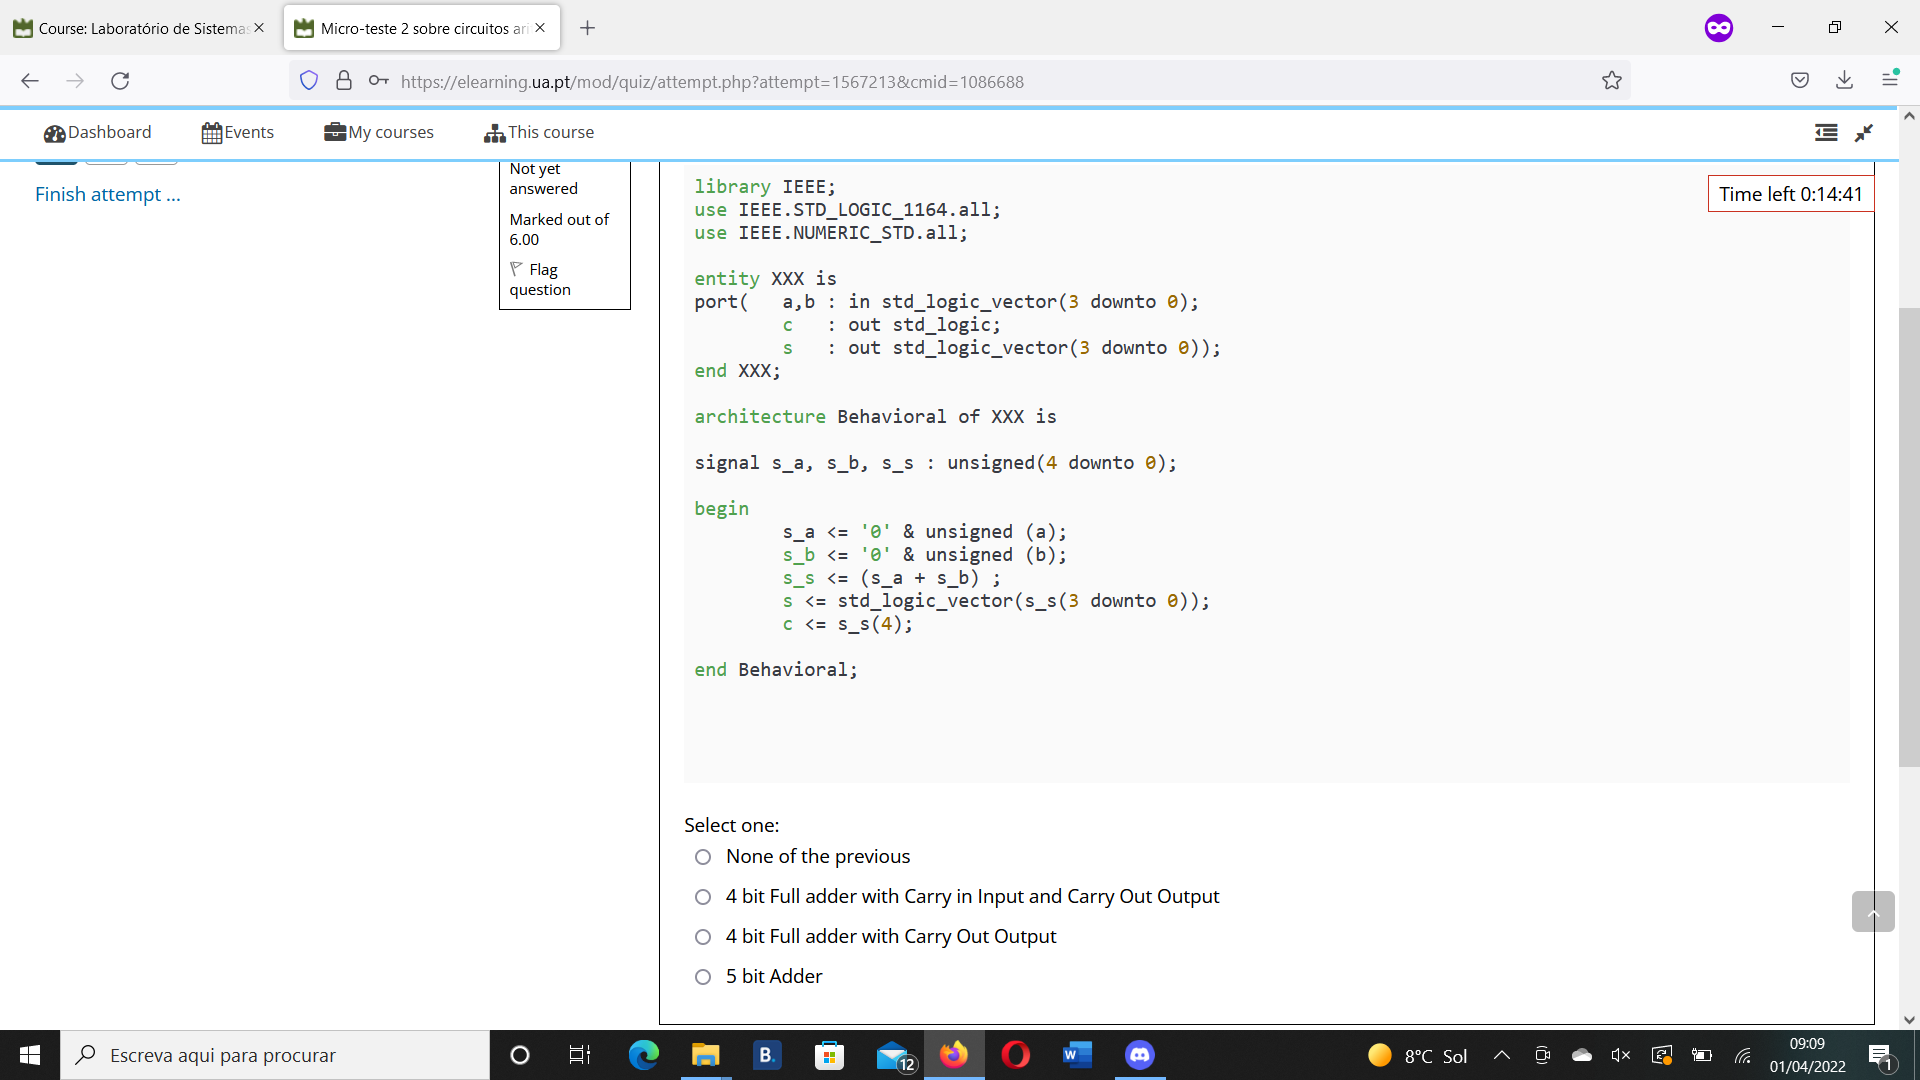 Course: Laboratório de Sistemas
Micro-teste 2 sobre circuitos ari
https://elearning.ua.pt/mod/quiz/attempt.php?attempt=1567213&cmid=1086688
Dashboard
Events
My courses
This course
Finish attempt ...
Not yet
answered
Marked out of
6.00
Flag
question
Time left 0:14:41
library IEEE;
use IEEE.STD_LOGIC_1164.all;
use IEEE.NUMERIC_STD.all;
entity XXX is
port(   a,b : in std_logic_vector(3 downto 0);
        c   : out std_logic;
        s   : out std_logic_vector(3 downto 0));
end XXX;
architecture Behavioral of XXX is
signal s_a, s_b, s_s : unsigned(4 downto 0);
begin
        s_a <= '0' & unsigned (a);
        s_b <= '0' & unsigned (b);
        s_s <= (s_a + s_b) ;
        s <= std_logic_vector(s_s(3 downto 0));
        c <= s_s(4);
end Behavioral;
Select one:
None of the previous
4 bit Full adder with Carry in Input and Carry Out Output
4 bit Full adder with Carry Out Output
5 bit Adder
Escreva aqui para procurar
B.
12
W
8°C Sol
09:09
01/04/2022
1